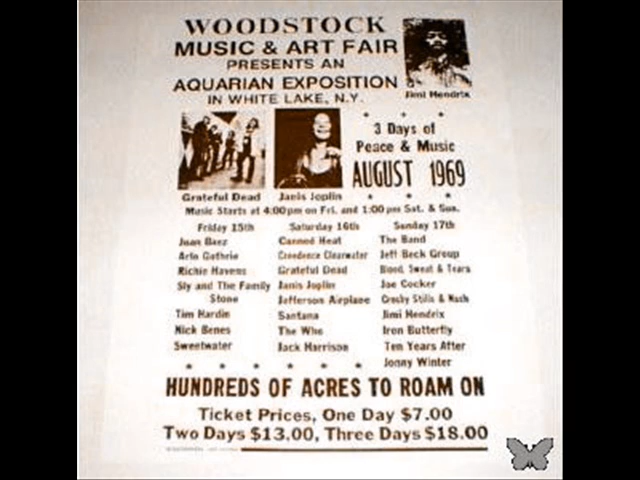 WOODSTOCK
MUSIC & ART FAIR
PRESENTS AN
AQUARIAN EXPOSITION
IN WHITE LAKE, N.Y.
Jimi Hendrix
3 Days of
Peace & Music
AUGUST 1969
Grateful Dead
Janis Joplin
Music Starts at 4:00pm on Fri. and 1:00pm Sat. & Sun.
Friday 15th
Joan Baez
Arlo Guthrie
Richie Havens
Sly and The Family
Stone
Tim Hardin
Nick Benes
Sweetwater
Saturday 16th
Canned Heat
Creedence Clearwater
Grateful Dead
Janis Joplin
Jefferson Airplane
Santana
The Who
Jack Harrison
Sunday 17th
The Band
Jeff Beck Group
Blood, Sweat & Tears
Joe Cocker
Crosby Stills & Nash
Jimi Hendrix
Iron Butterfly
Ten Years After
Jonny Winter
HUNDREDS OF ACRES TO ROAM ON
Ticket Prices, One Day $7.00
Two Days $13.00, Three Days $18.00